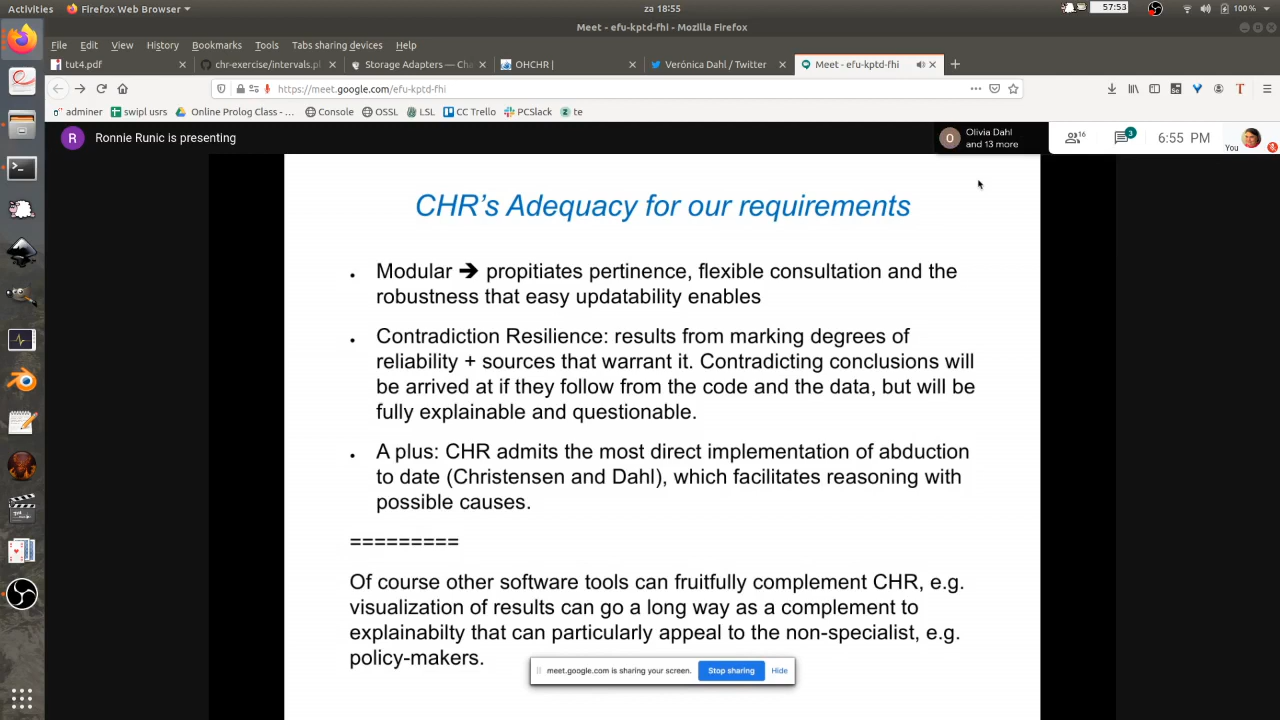 Activities
Firefox Web Browser
za 18:55
57:53
100 %
Meet - efu-kptd-fhi - Mozilla Firefox
File Edit View History Bookmarks Tools Tabs sharing devices Help
tut4.pdf
chr-exercise/intervals.pl
Storage Adapters — Cha
OHCHR |
Verónica Dahl / Twitter
Meet - efu-kptd-fhi
https://meet.google.com/efu-kptd-fhi
adminer
swipl users
Online Prolog Clas - …
Console
OSSL
LSL
CC Trello
PCSlack
te
R
Ronnie Runic is presenting
O
Olivia Dahl
and 13 more
16
3
6:55 PM
You
CHR's Adequacy for our requirements
• Modular ➔ propitiates pertinence, flexible consultation and the
robustness that easy updatability enables
• Contradiction Resilience: results from marking degrees of
reliability + sources that warrant it. Contradicting conclusions will
be arrived at if they follow from the code and the data, but will be
fully explainable and questionable.
• A plus: CHR admits the most direct implementation of abduction
to date (Christensen and Dahl), which facilitates reasoning with
possible causes.
=========
Of course other software tools can fruitfully complement CHR, e.g.
visualization of results can go a long way as a complement to
explainabilty that can particularly appeal to the non-specialist, e.g.
policy-makers.
meet.google.com is sharing your screen.
Stop sharing
Hide